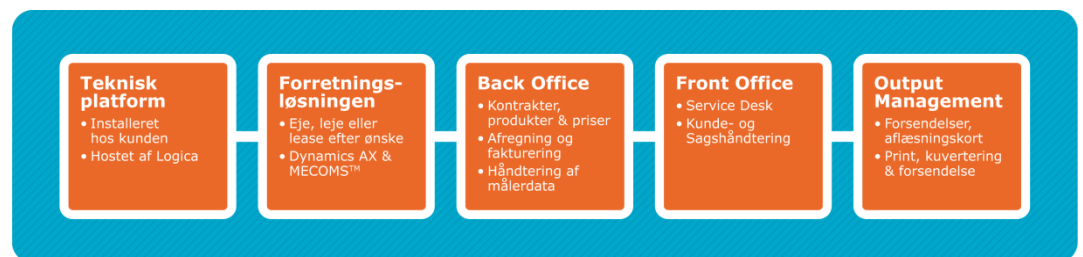 Teknisk
platform
• Installeret
hos kunden
• Hostet af Logica
Forretnings-
løsningen
• Eje, leje eller
lease efter ønske
• Dynamics AX &
MECOMS™
Back Office
• Kontrakter,
produkter & priser
• Afregning og
fakturering
• Håndtering af
målerdata
Front Office
• Service Desk
• Kunde- og
Sagshåndtering
Output
Management
• Forsendelser,
aflæsningskort
• Print, kuvertering
& forsendelse